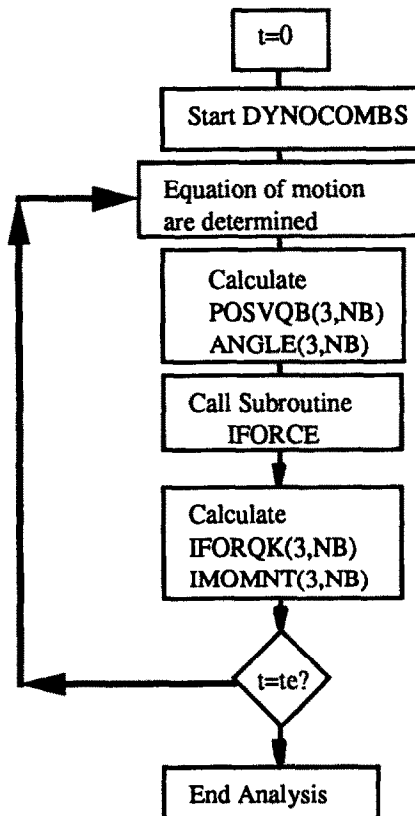 t=0
Start DYNOCOMBS
Equation of motion
are determined
Calculate
POSVQB(3,NB)
ANGLE(3,NB)
Call Subroutine
IFORCE
Calculate
IFORQK(3,NB)
IMOMNT(3,NB)
t=te?
End Analysis